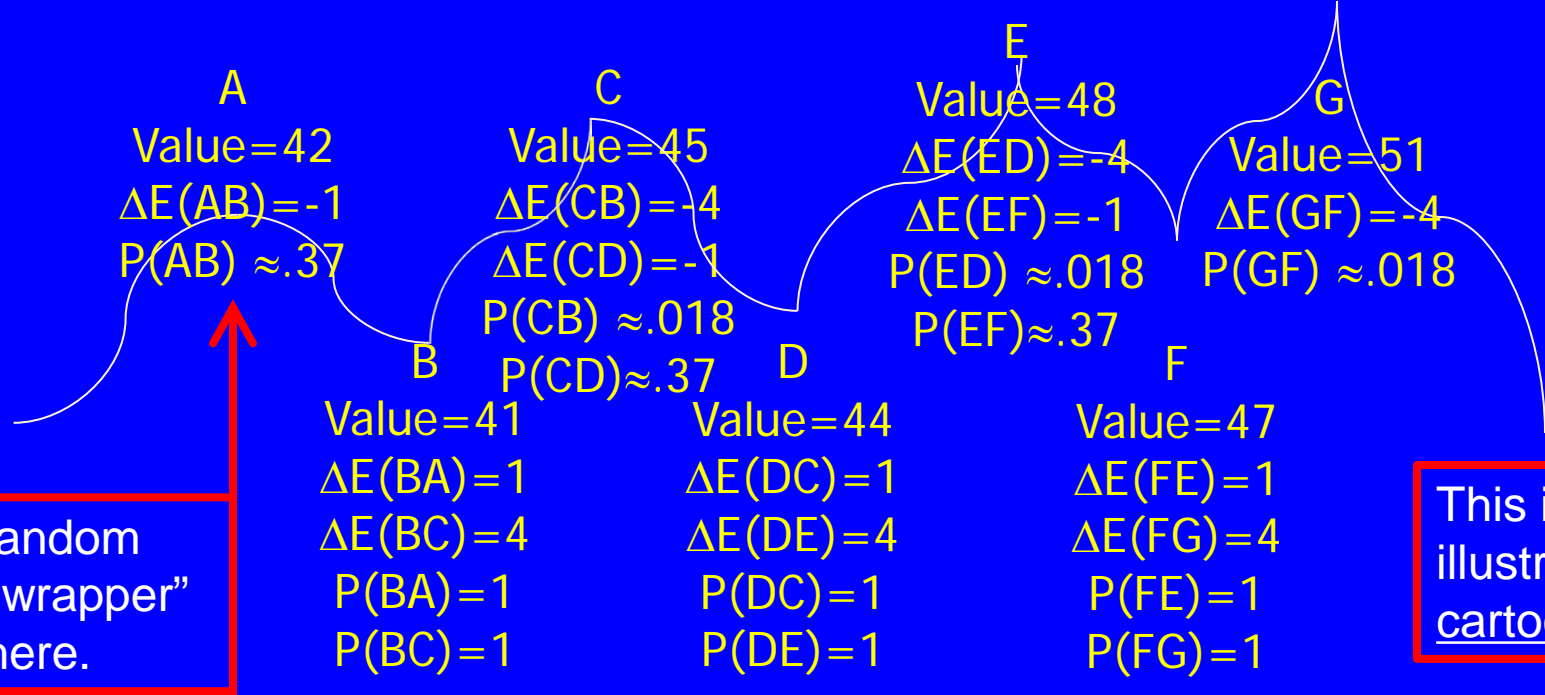 A
Value=42
ΔE(AB)=-1
P(AB) ≈.37
B
Value=41
ΔE(BA)=1
ΔE(BC)=4
P(BA)=1
P(BC)=1
C
Value=45
ΔE(CB)=-4
ΔE(CD)=-1
P(CB) ≈.018
P(CD)≈.37
D
Value=44
ΔE(DC)=1
ΔE(DE)=4
P(DC)=1
P(DE)=1
E
Value=48
ΔE(ED)=-4
ΔE(EF)=-1
P(ED) ≈.018
P(EF)≈.37
F
Value=47
ΔE(FE)=1
ΔE(FG)=4
P(FE)=1
P(FG)=1
G
Value=51
ΔE(GF)=-4
P(GF) ≈.018
andom
wrapper”
here.
This i
illustr
carto